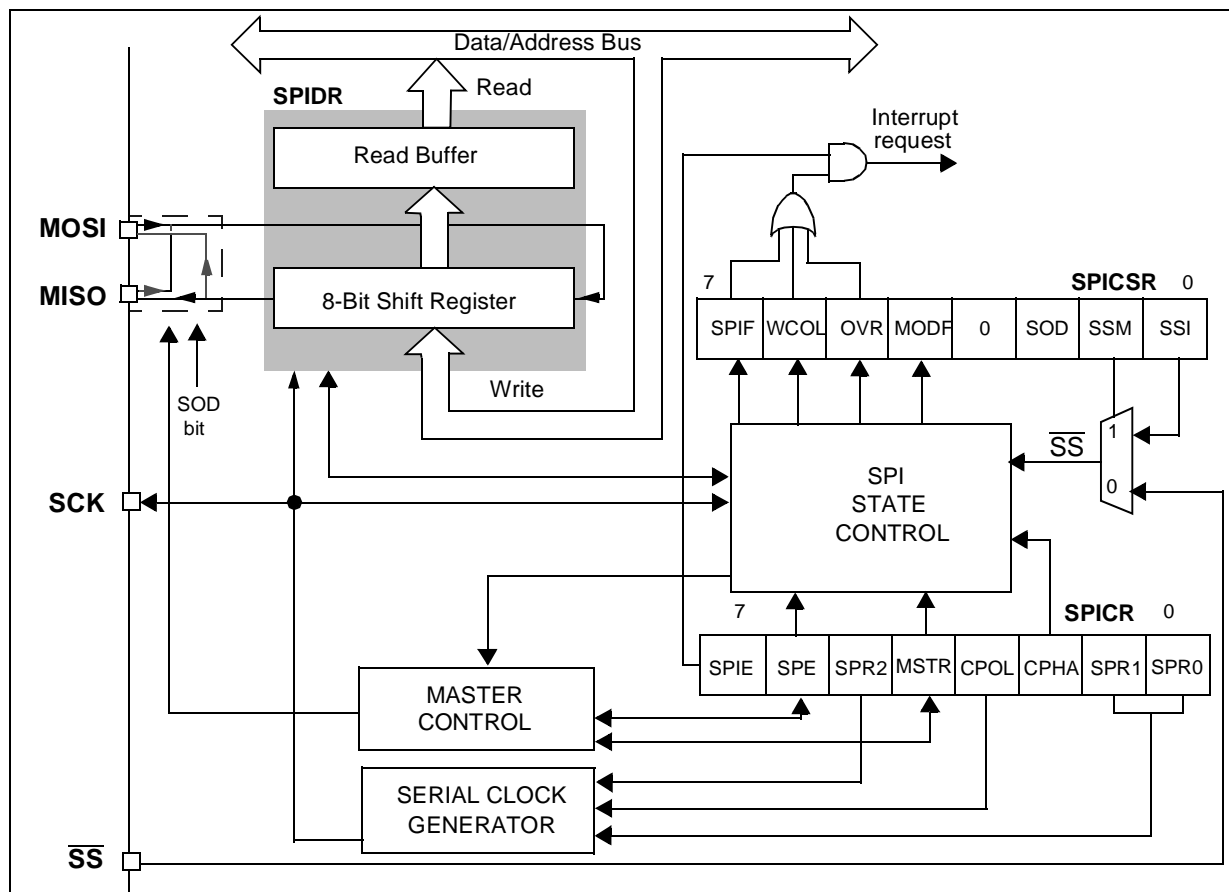 Data/Address Bus
Read
SPIDR
Interrupt
request
Read Buffer
MOSI
MISO
8-Bit Shift Register
7
SPICSR
0
SPIF
WCOL
OVR
MODF
0
SOD
SSM
SSI
Write
SOD
bit
1
SS
0
SCK
SPI
STATE
CONTROL
7
SPICR
0
SPIE
SPE
SPR2
MSTR
CPOL
CPHA
SPR1
SPR0
MASTER
CONTROL
SERIAL CLOCK
GENERATOR
SS